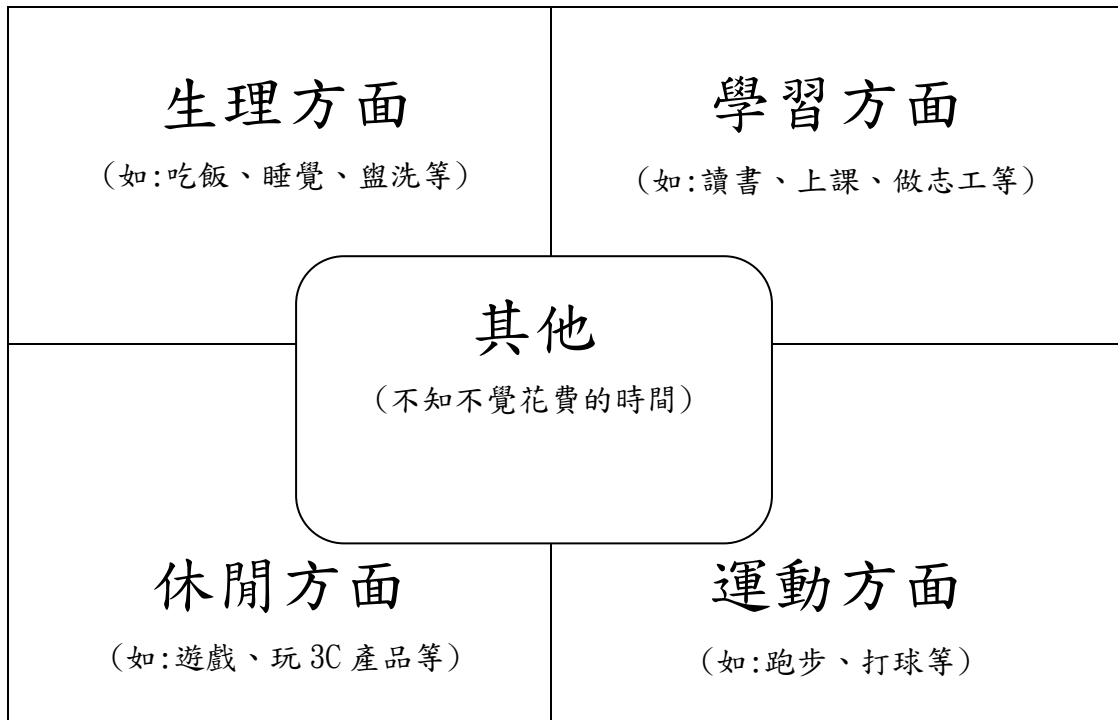 生理方面
(如:吃飯、睡覺、盥洗等)
學習方面
(如:讀書、上課、做志工等)
其他
(不知不覺花費的時間)
休閒方面
(如:遊戲、玩 3C 產品等)
運動方面
(如:跑步、打球等)